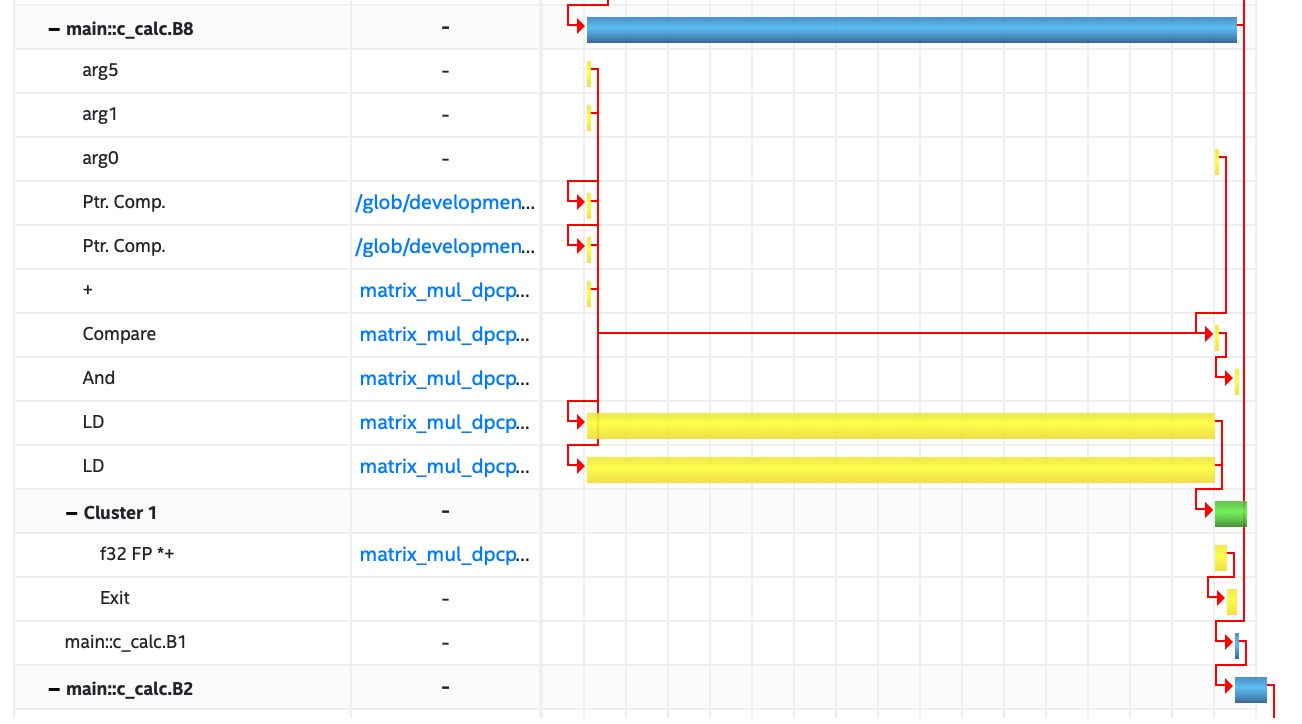 – main::c_calc.B8 -
arg5 -
arg1 -
arg0 -
Ptr. Comp. /glob/developmen...
Ptr. Comp. /glob/developmen...
+ matrix_mul_dpcp...
Compare matrix_mul_dpcp...
And matrix_mul_dpcp...
LD matrix_mul_dpcp...
LD matrix_mul_dpcp...
– Cluster 1 -
f32 FP *+ matrix_mul_dpcp...
Exit -
main::c_calc.B1 -
– main::c_calc.B2 -